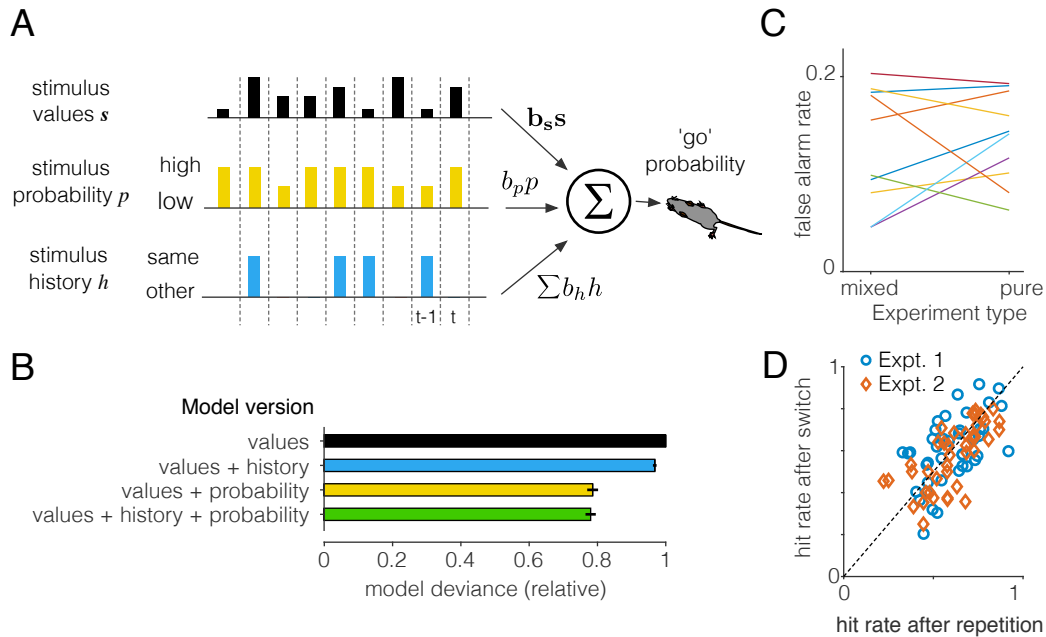 A
stimulus
values s
b_s s
stimulus
probability p
high
low
b_p p
stimulus
history h
same
other
∑b_h h
t-1
t
Σ
'go'
probability
B
Model version
values
values + history
values + probability
values + history + probability
0
0.2
0.4
0.6
0.8
1
model deviance (relative)
C
false alarm rate
0.2
0
mixed
pure
Experiment type
D
Expt. 1
Expt. 2
hit rate after switch
1
0
0
1
hit rate after repetition